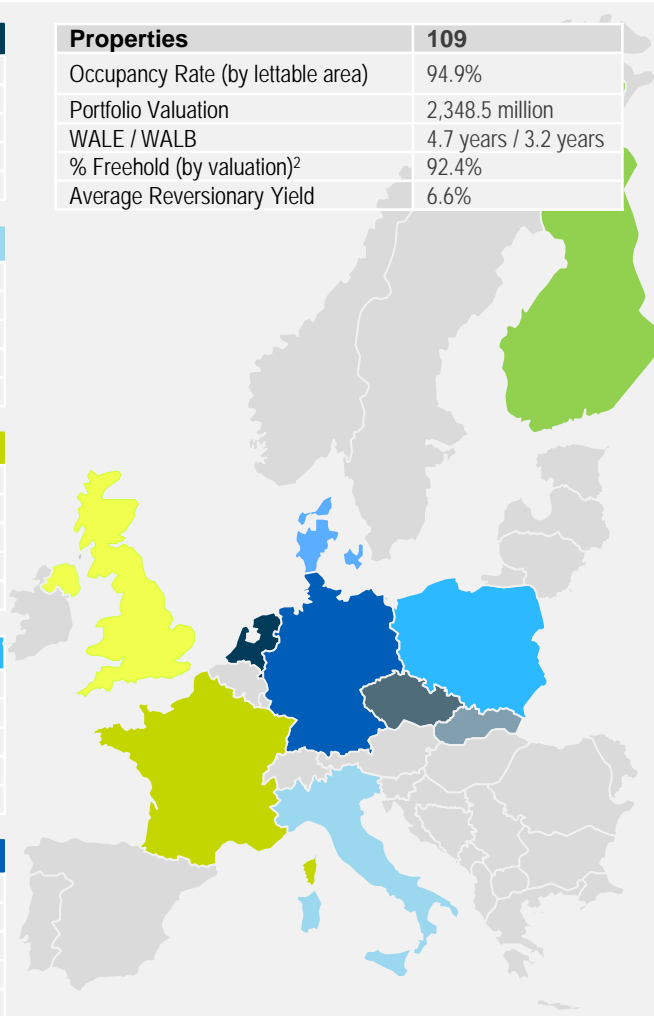 Properties 109
Occupancy Rate (by lettable area) 94.9%
Portfolio Valuation 2,348.5 million
WALE / WALB 4.7 years / 3.2 years
% Freehold (by valuation)2 92.4%
Average Reversionary Yield 6.6%